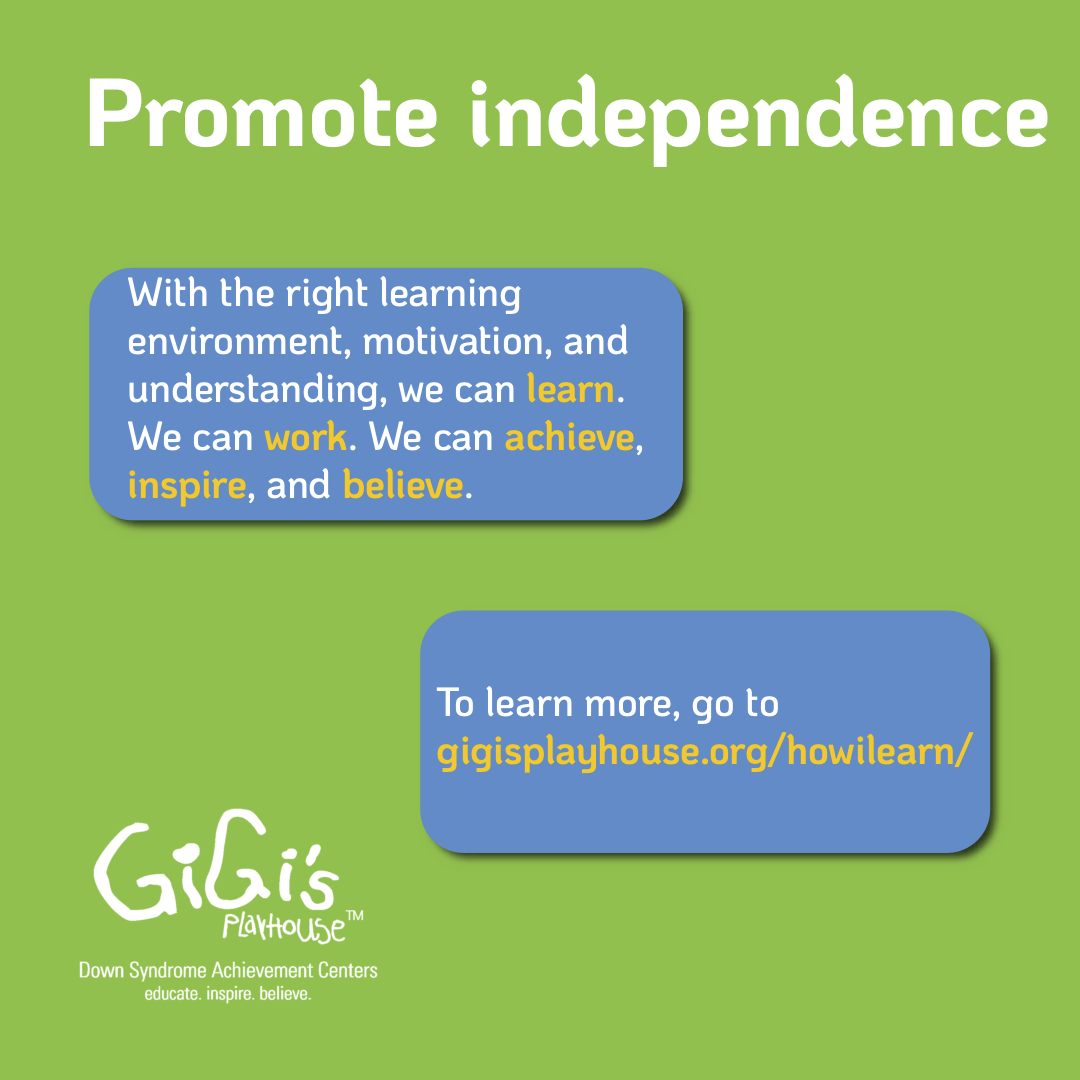 Promote independence
With the right learning
environment, motivation, and
understanding, we can learn.
We can work. We can achieve,
inspire, and believe.
To learn more, go to
gigisplayhouse.org/howilearn/
GiGi's
PLAYHOUSE™
Down Syndrome Achievement Centers
educate. inspire. believe.